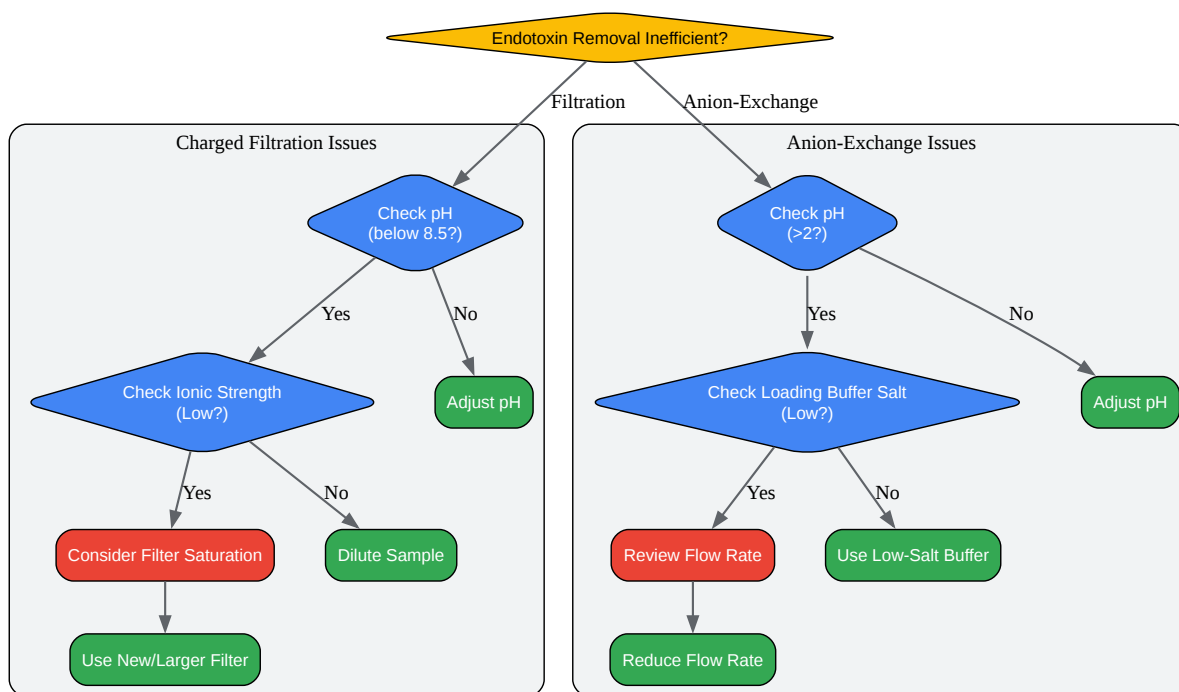 Endotoxin Removal Inefficient?
Filtration
Anion-Exchange
Charged Filtration Issues
Anion-Exchange Issues
Check pH
(below 8.5?)
Check pH
(>2?)
Yes
No
Yes
No
Check Ionic Strength
(Low?)
Adjust pH
Check Loading Buffer Salt
(Low?)
Adjust pH
Yes
No
Yes
No
Consider Filter Saturation
Dilute Sample
Review Flow Rate
Use Low-Salt Buffer
Use New/Larger Filter
Reduce Flow Rate